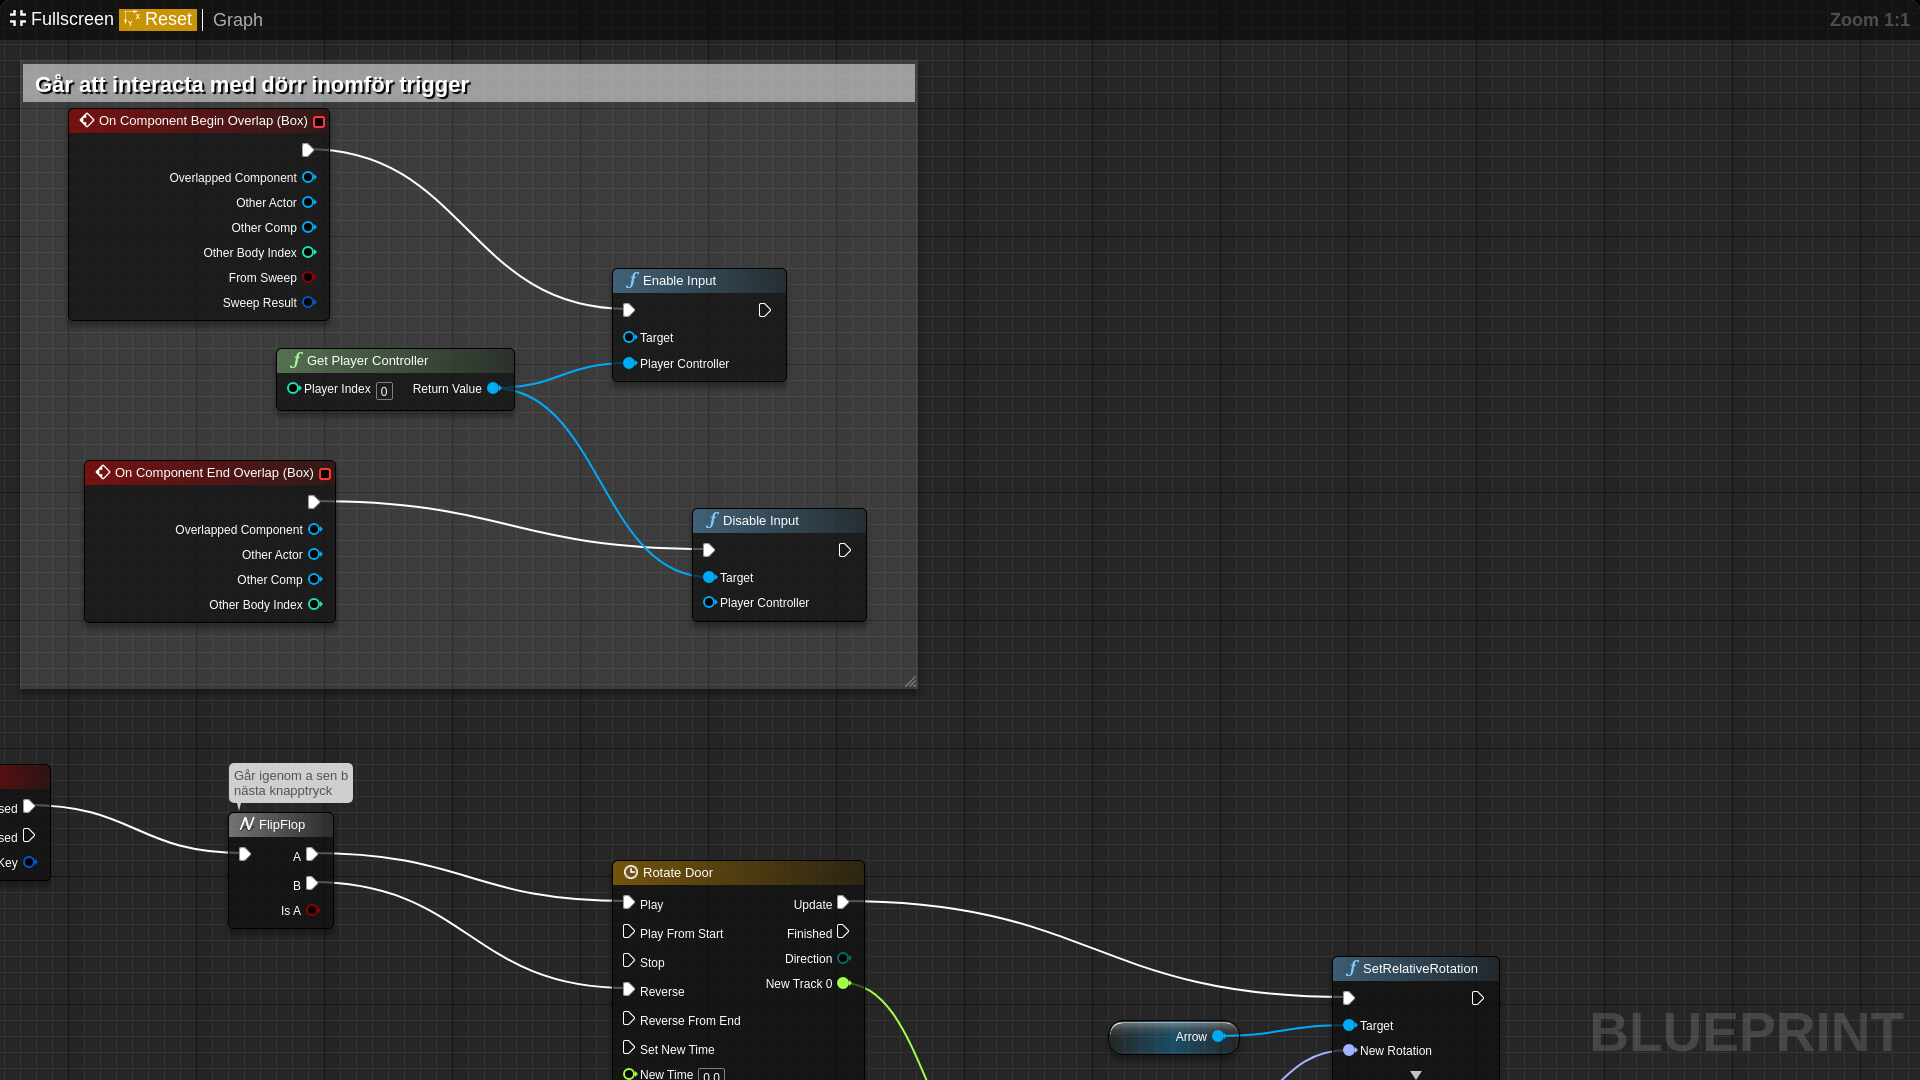 Fullscreen Reset Graph Zoom 1:1
Går att interacta med dörr inomför trigger
On Component Begin Overlap (Box)
Overlapped Component
Other Actor
Other Comp
Other Body Index
From Sweep
Sweep Result
Enable Input
Target
Player Controller
Get Player Controller
Player Index 0 Return Value
On Component End Overlap (Box)
Overlapped Component
Other Actor
Other Comp
Other Body Index
Disable Input
Target
Player Controller
sed
sed
Key
Går igenom a sen b
nästa knapptryck
FlipFlop
A
B
Is A
Rotate Door
Play Update
Play From Start Finished
Stop Direction
Reverse New Track 0
Reverse From End
Set New Time
New Time 0.0
Arrow
SetRelativeRotation
Target
New Rotation
BLUEPRINT